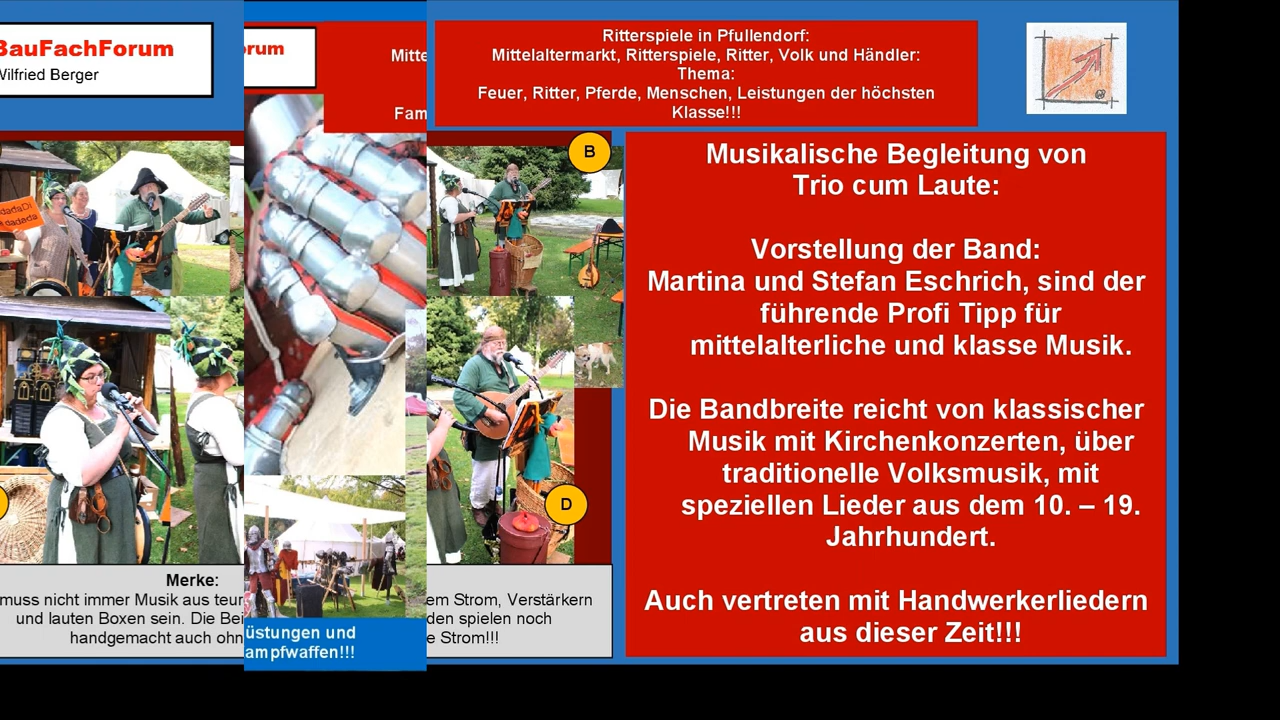 BauFachForum
Wilfried Berger
orum
Mitte
Fam
Ritterspiele in Pfullendorf:
Mittelaltermarkt, Ritterspiele, Ritter, Volk und Händler:
Thema:
Feuer, Ritter, Pferde, Menschen, Leistungen der höchsten
Klasse!!!
B
dadaDi
dadada
D
Musikalische Begleitung von
Trio cum Laute:
Vorstellung der Band:
Martina und Stefan Eschrich, sind der
führende Profi Tipp für
mittelalterliche und klasse Musik.
Die Bandbreite reicht von klassischer
Musik mit Kirchenkonzerten, über
traditionelle Volksmusik, mit
speziellen Lieder aus dem 10. – 19.
Jahrhundert.
Auch vertreten mit Handwerkerliedern
aus dieser Zeit!!!
Merke:
muss nicht immer Musik aus teur
und lauten Boxen sein. Die Bei
handgemacht auch ohn
üstungen und
ampfwaffen!!!
em Strom, Verstärkern
den spielen noch
e Strom!!!